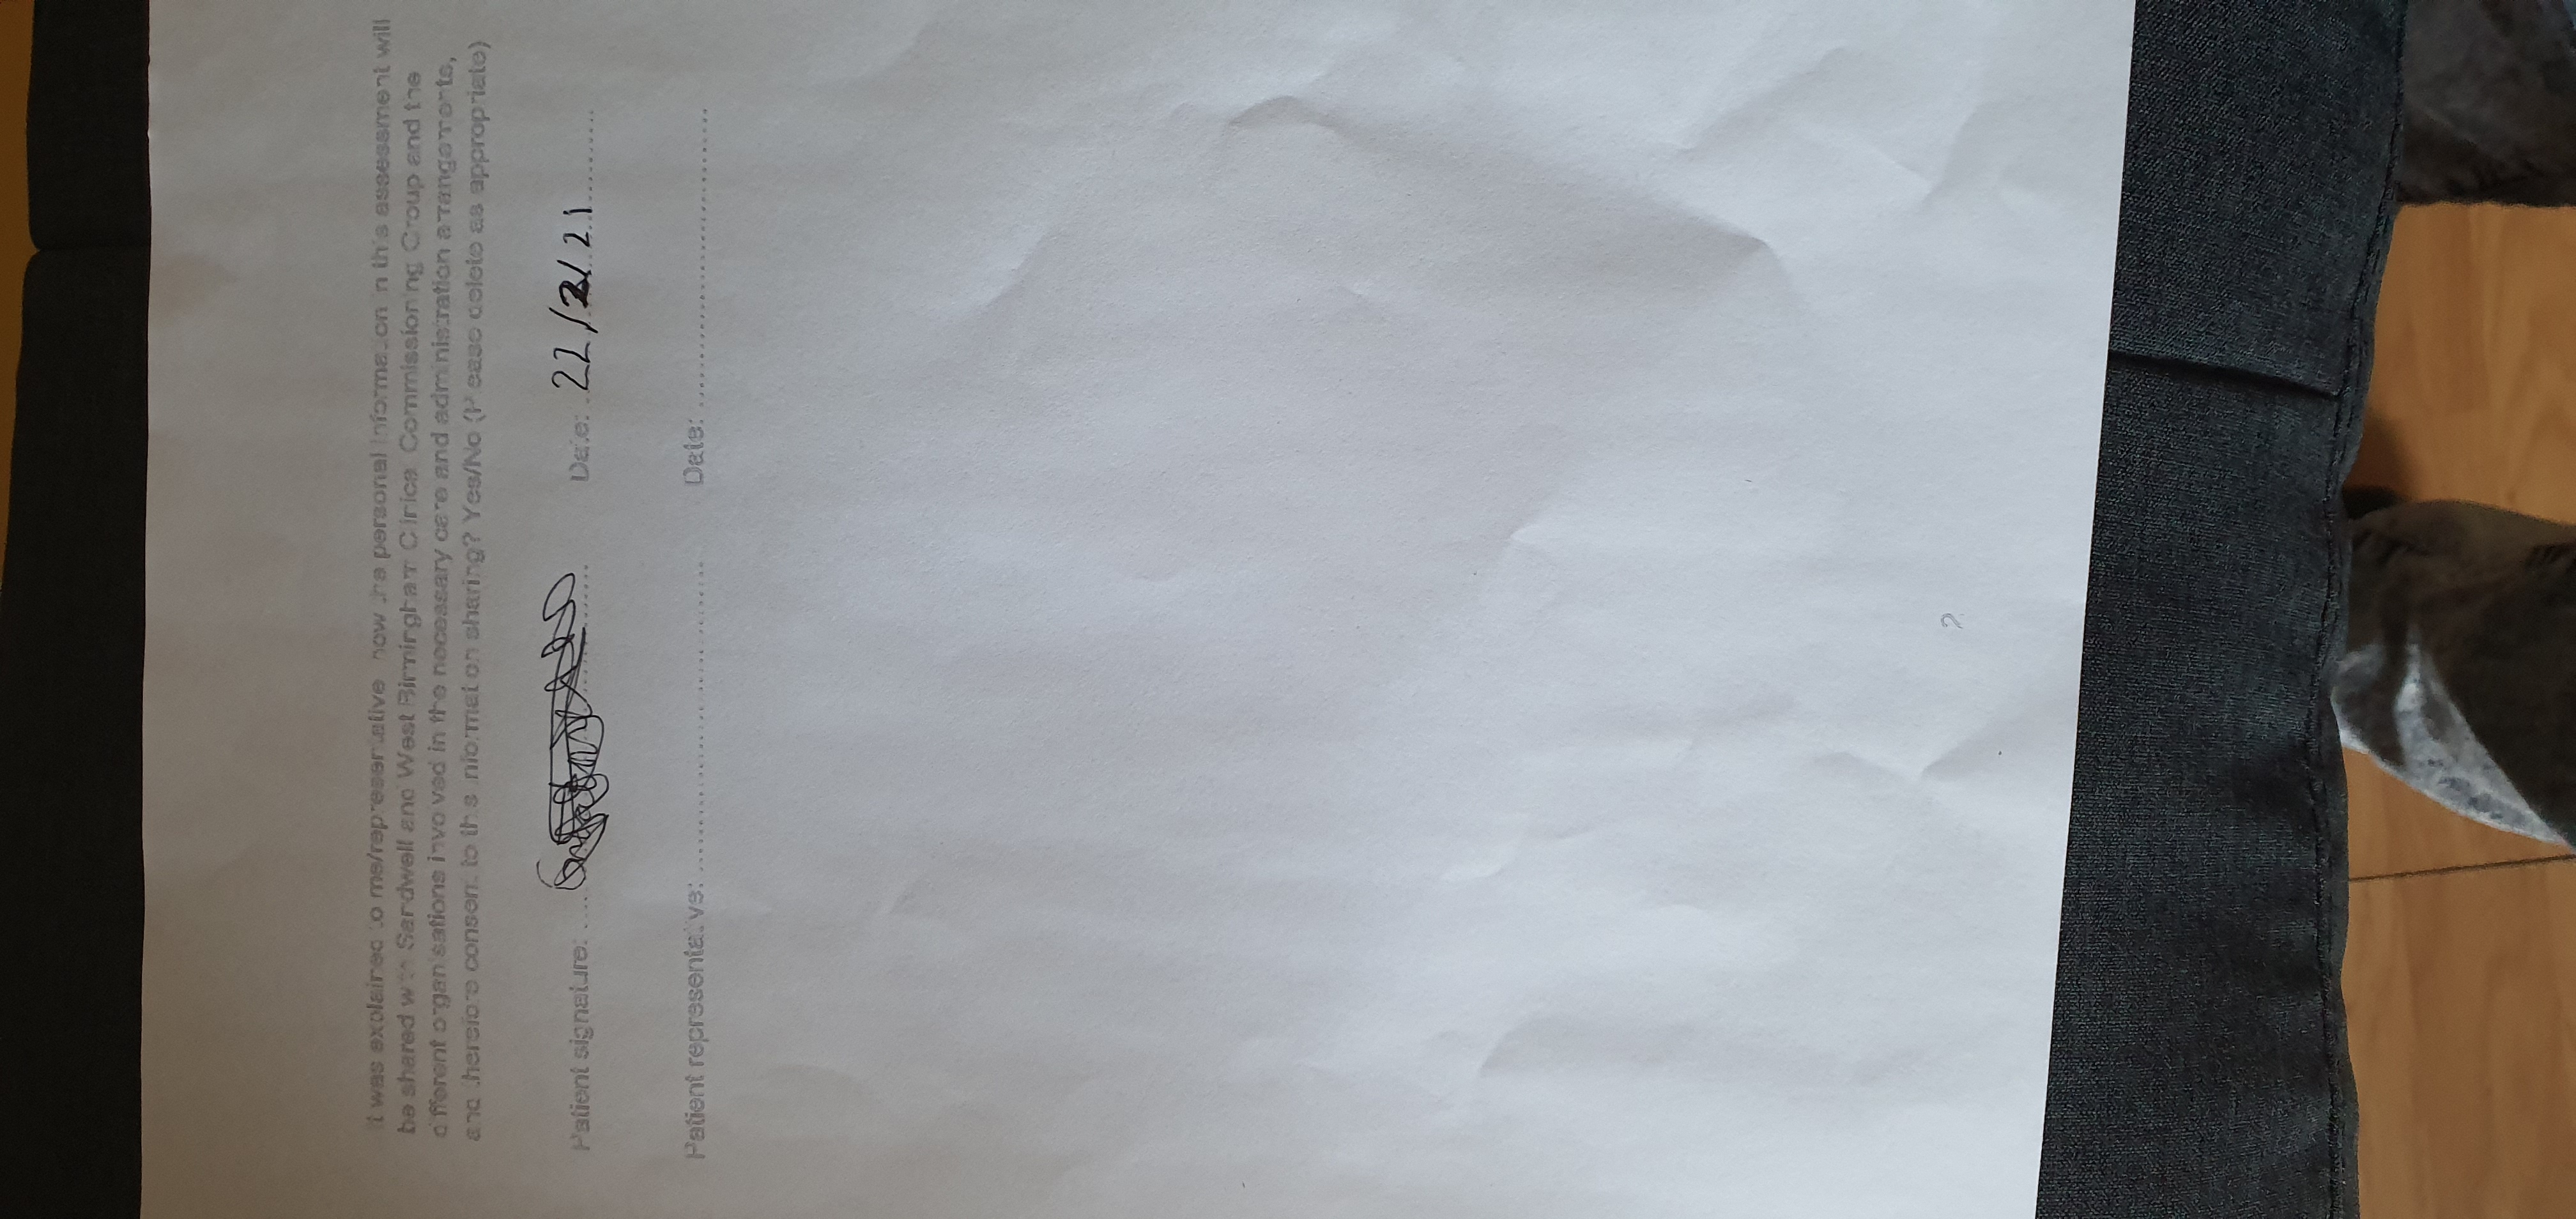 It was explained to me/representative how the personal information in this assessment will
be shared with Sandwell and West Birmingham Clinical Commissioning Group and the
different organisations involved in the necessary care and administration arrangements,
and therefore consent to this information sharing? Yes/No (Please delete as appropriate)
Patient signature: Date: 22/2/21
Patient representative: Date:
2